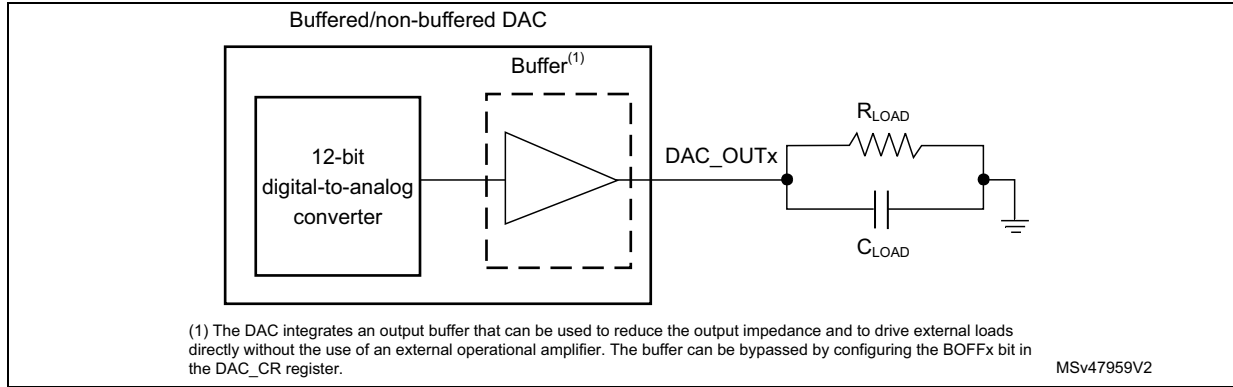 Buffered/non-buffered DAC
Buffer(1)
12-bit
digital-to-analog
converter
DAC_OUTx
RLOAD
CLOAD
(1) The DAC integrates an output buffer that can be used to reduce the output impedance and to drive external loads
directly without the use of an external operational amplifier. The buffer can be bypassed by configuring the BOFFx bit in
the DAC_CR register.
MSv47959V2